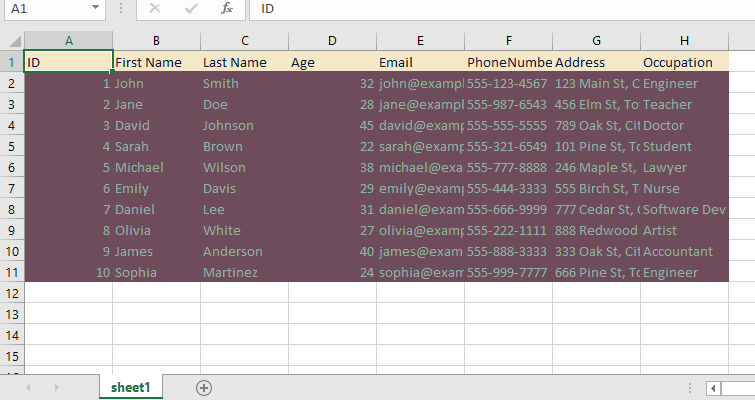 A1 fx ID
A B C D E F G H
1 ID First Name Last Name Age Email PhoneNumbe Address Occupation
2 1 John Smith 32 john@exampl 555-123-4567 123 Main St, C Engineer
3 2 Jane Doe 28 jane@exampl 555-987-6543 456 Elm St, To Teacher
4 3 David Johnson 45 david@examp 555-555-5555 789 Oak St, Cit Doctor
5 4 Sarah Brown 22 sarah@examp 555-321-6549 101 Pine St, To Student
6 5 Michael Wilson 38 michael@exa 555-777-8888 246 Maple St, Lawyer
7 6 Emily Davis 29 emily@examp 555-444-3333 555 Birch St, T Nurse
8 7 Daniel Lee 31 daniel@exam 555-666-9999 777 Cedar St, Software Dev
9 8 Olivia White 27 olivia@examp 555-222-1111 888 Redwood Artist
10 9 James Anderson 40 james@exam 555-888-3333 333 Oak St, Cit Accountant
11 10 Sophia Martinez 24 sophia@exam 555-999-7777 666 Pine St, To Engineer
12
13
14
15
sheet1